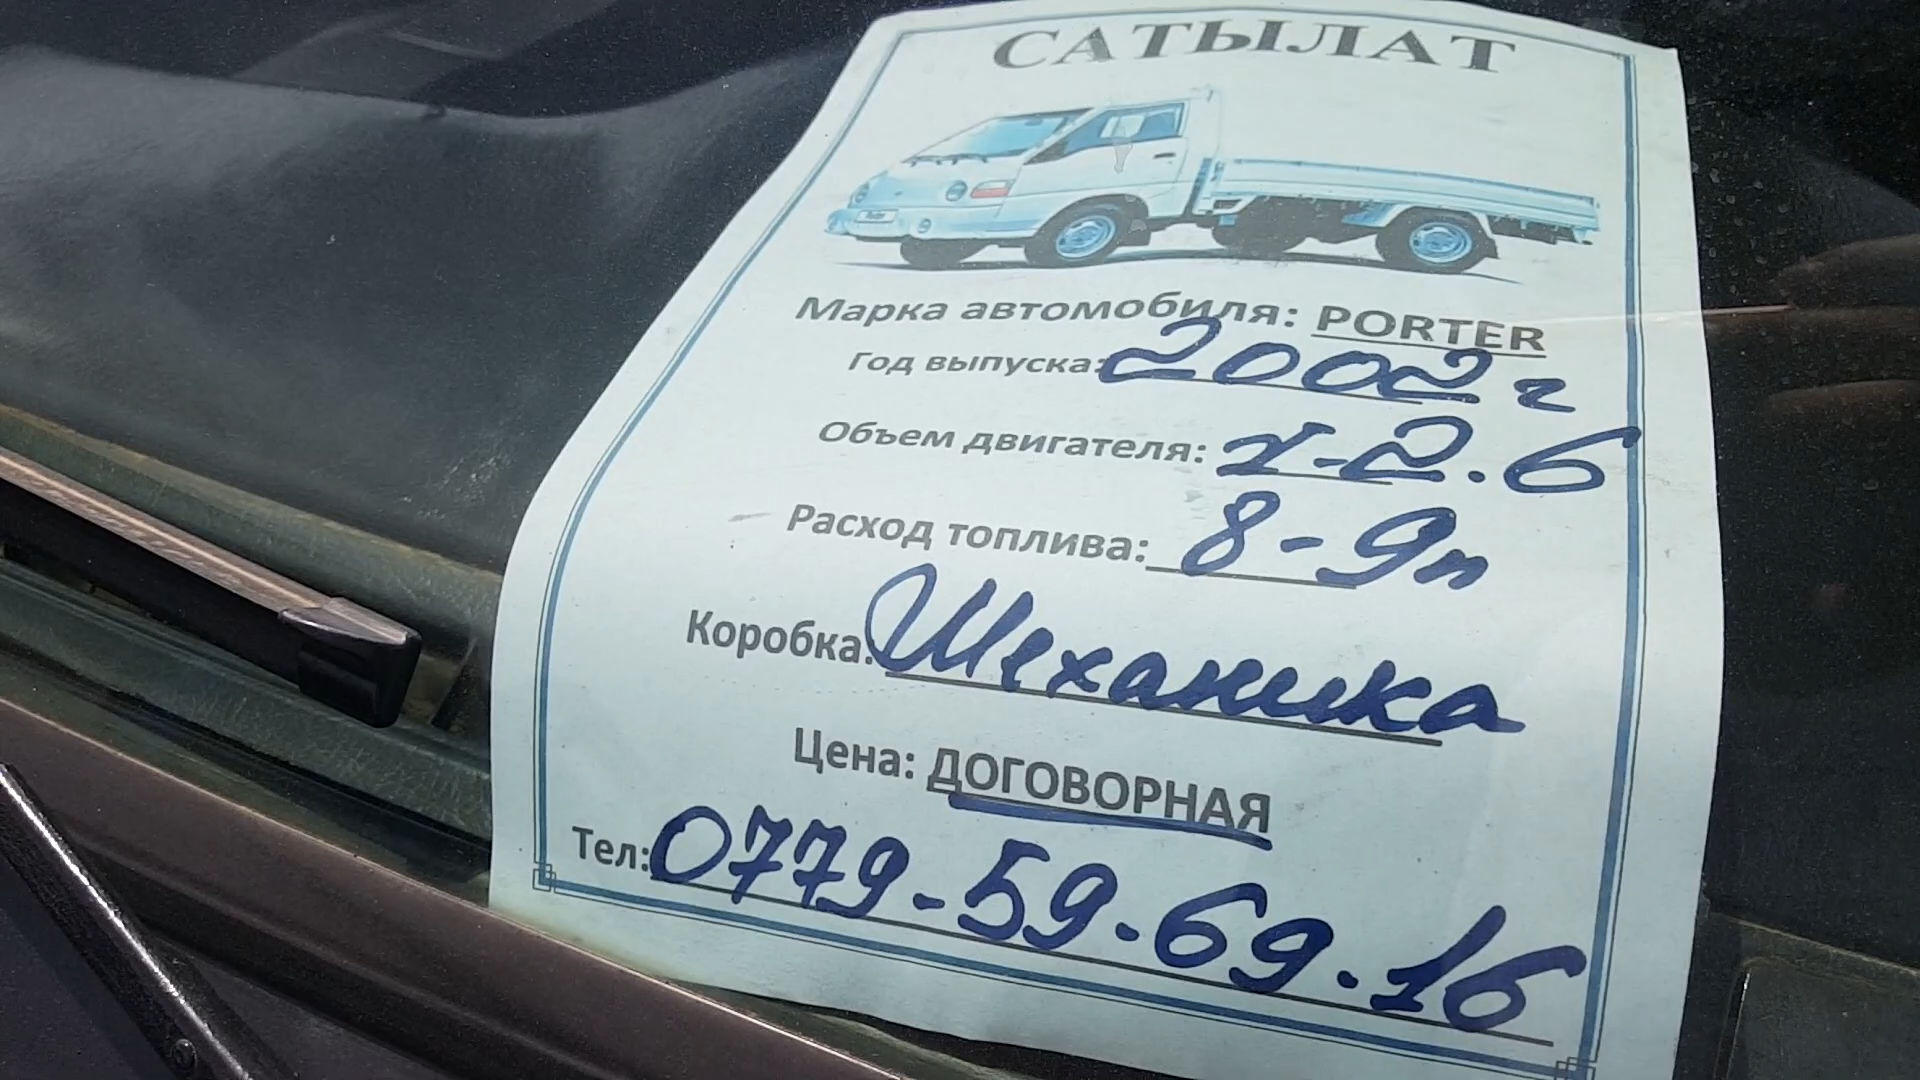 САТЫЛАТ
Марка автомобиля: PORTER
Год выпуска: 2002 г
Объем двигателя: х-2.6
Расход топлива: 8-9л
Коробка: Механика
Цена: ДОГОВОРНАЯ
Тел: 0779-59.69.16